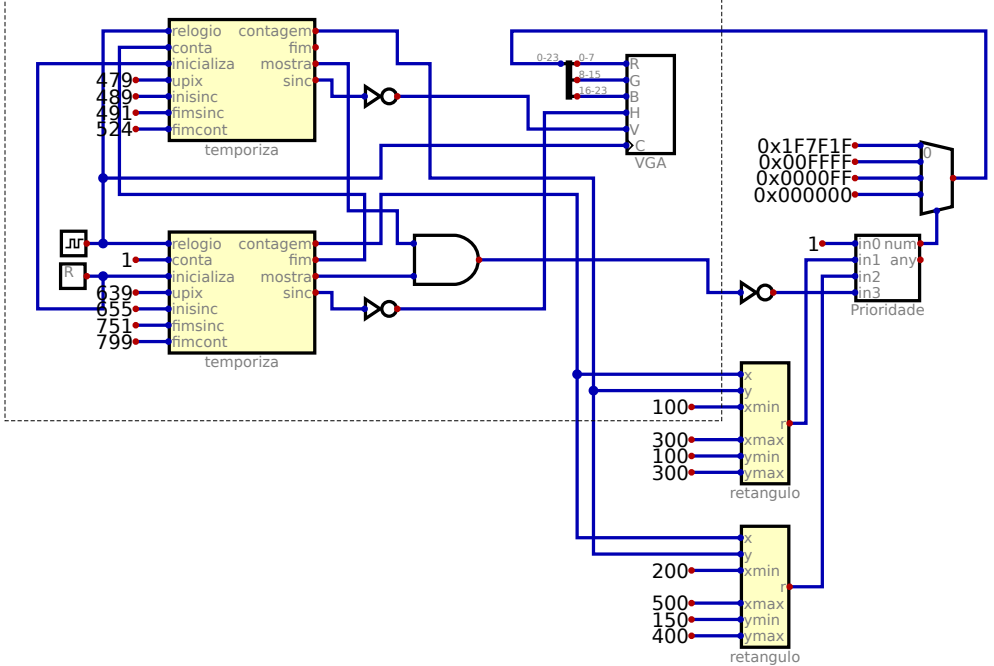 relogio contagem
conta fim
inicializa mostra
479 upix sinc
489 inisinc
491 fimsinc
524 fimcont
temporiza
0-23 0-7 R
8-15 G
16-23 B
H
V
C
VGA
0x1F7F1F 0
0x00FFFF
0x0000FF
0x000000
relogio contagem
1 conta fim
R inicializa mostra
639 upix sinc
655 inisinc
751 fimsinc
799 fimcont
temporiza
1 in0 num
in1 any
in2
in3
Prioridade
x
y
100 xmin
r
300 xmax
100 ymin
300 ymax
retangulo
x
y
200 xmin
r
500 xmax
150 ymin
400 ymax
retangulo